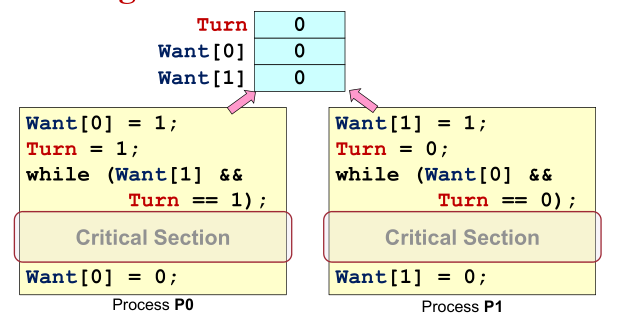 Turn 0
Want[0] 0
Want[1] 0
Want[0] = 1;
Turn = 1;
while (Want[1] &&
Turn == 1);
Critical Section
Want[0] = 0;
Process P0
Want[1] = 1;
Turn = 0;
while (Want[0] &&
Turn == 0);
Critical Section
Want[1] = 0;
Process P1